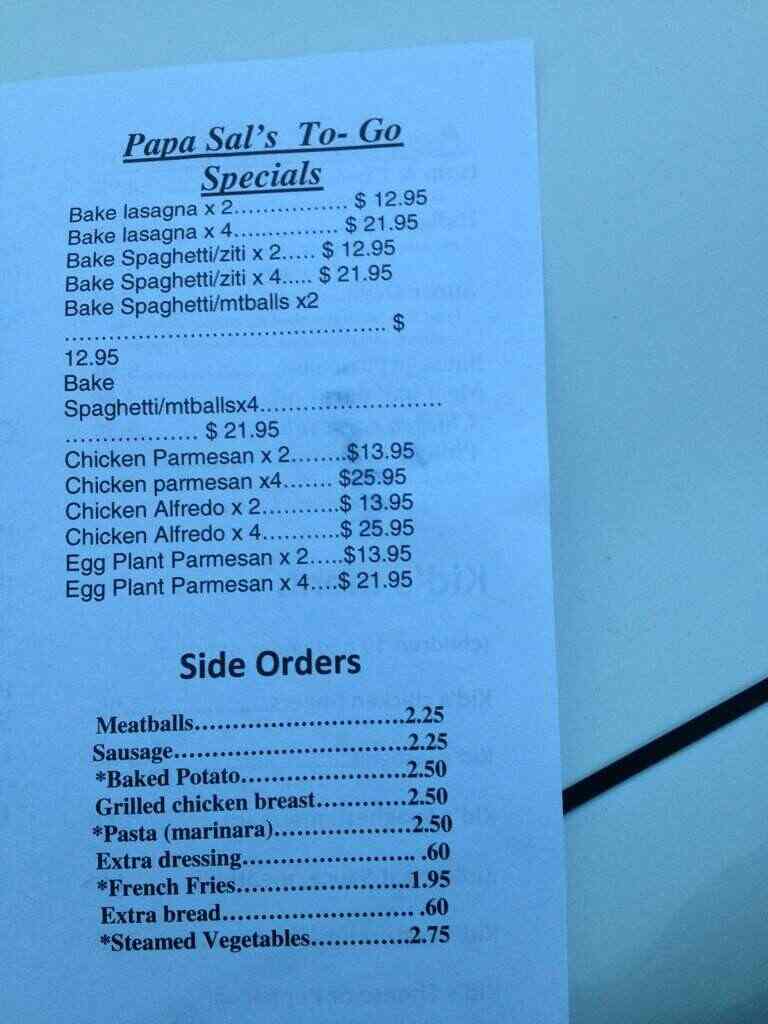 Papa Sal's To- Go
Specials
Bake lasagna x 2................ $ 12.95
Bake lasagna x 4............... $ 21.95
Bake Spaghetti/ziti x 2..... $ 12.95
Bake Spaghetti/ziti x 4..... $ 21.95
Bake Spaghetti/mtballs x2
........................................... $
12.95
Bake
Spaghetti/mtballsx4.........................
.................. $ 21.95
Chicken Parmesan x 2........$13.95
Chicken parmesan x4....... $25.95
Chicken Alfredo x 2...........$ 13.95
Chicken Alfredo x 4...........$ 25.95
Egg Plant Parmesan x 2.....$13.95
Egg Plant Parmesan x 4....$ 21.95
Side Orders
Meatballs.............................2.25
Sausage................................2.25
*Baked Potato.......................2.50
Grilled chicken breast............2.50
*Pasta (marinara)...................2.50
Extra dressing........................ .60
*French Fries........................1.95
Extra bread........................... .60
*Steamed Vegetables.............2.75